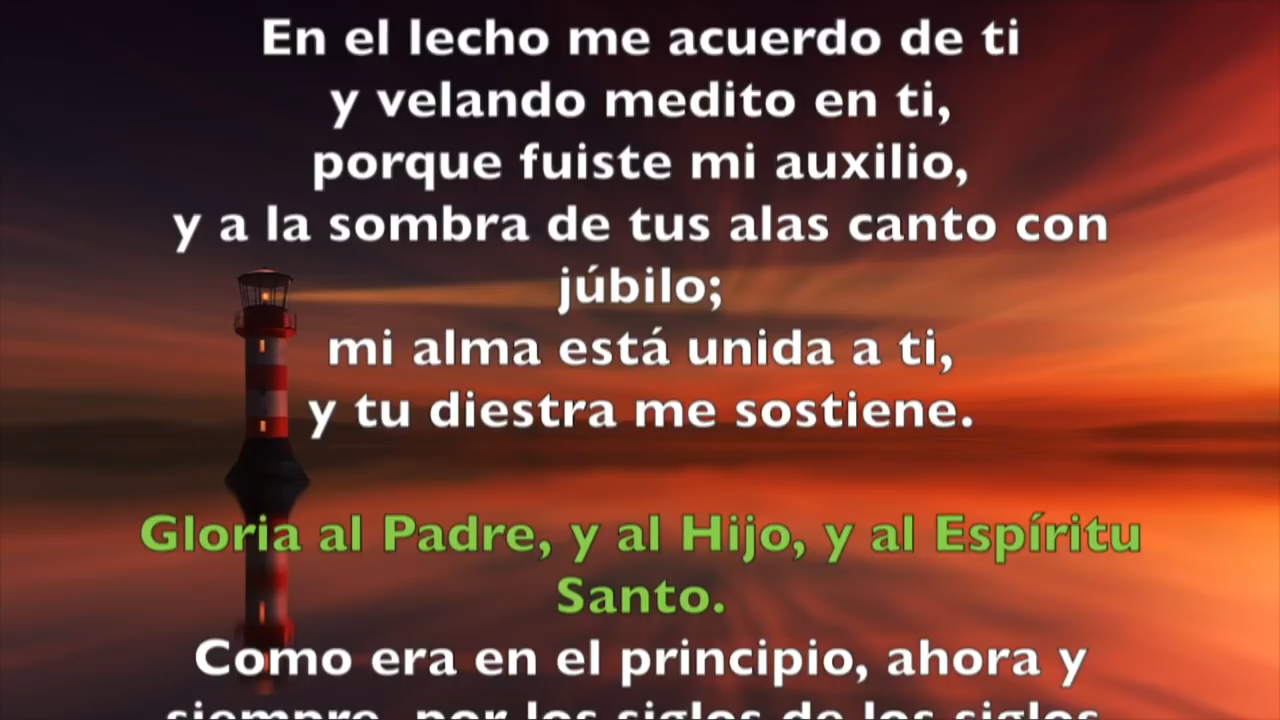 En el lecho me acuerdo de ti
y velando medito en ti,
porque fuiste mi auxilio,
y a la sombra de tus alas canto con
júbilo;
mi alma está unida a ti,
y tu diestra me sostiene.
Gloria al Padre, y al Hijo, y al Espíritu
Santo.
Como era en el principio, ahora y
siempre, por los siglos de los siglos.